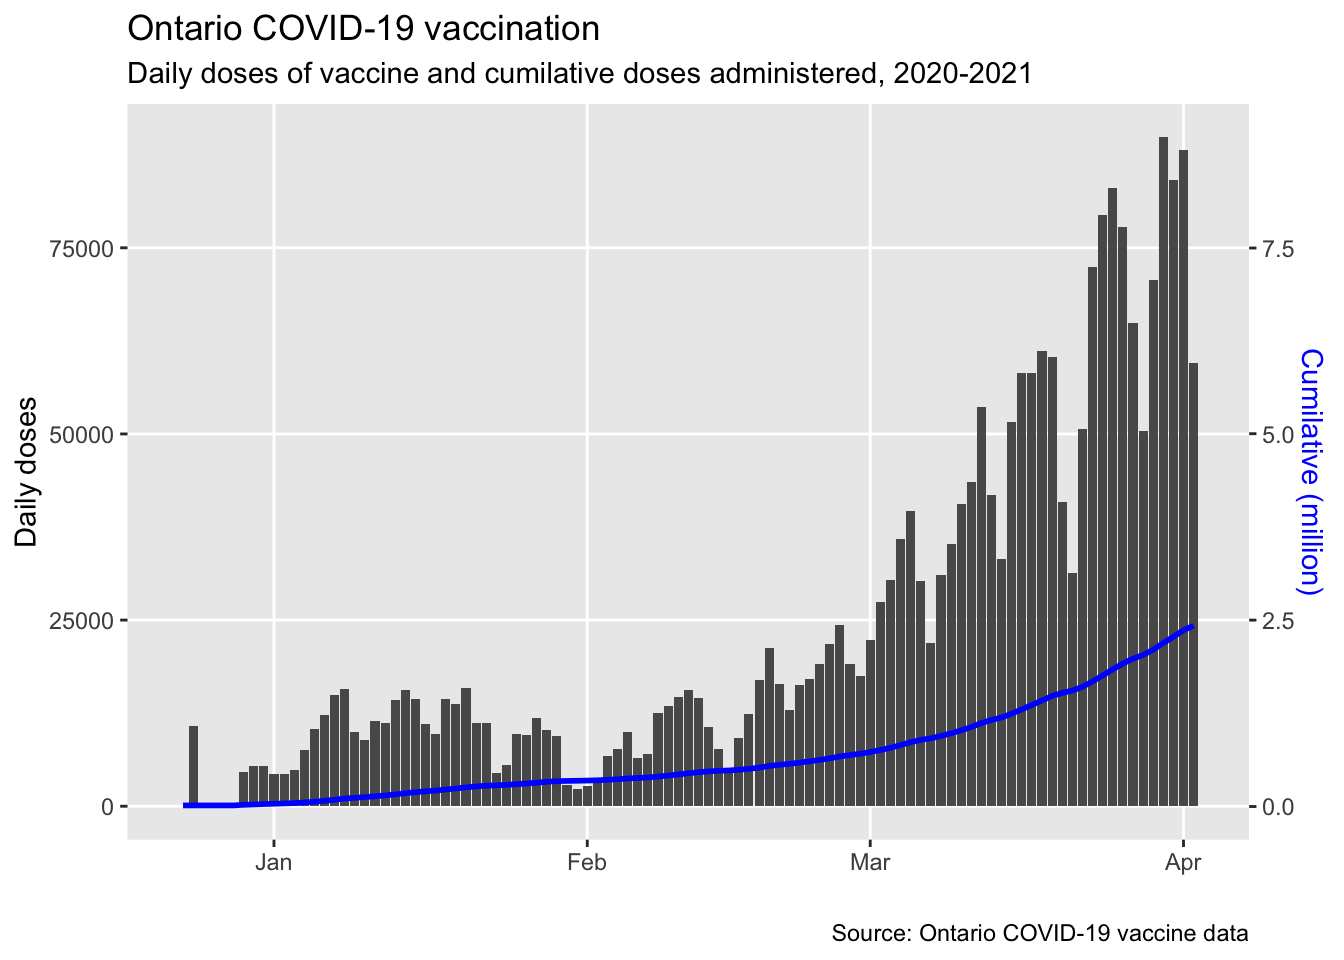 Ontario COVID-19 vaccination
Daily doses of vaccine and cumilative doses administered, 2020-2021
Daily doses
75000
50000
25000
0
7.5
5.0
2.5
0.0
Cumilative (million)
Jan
Feb
Mar
Apr
Source: Ontario COVID-19 vaccine data